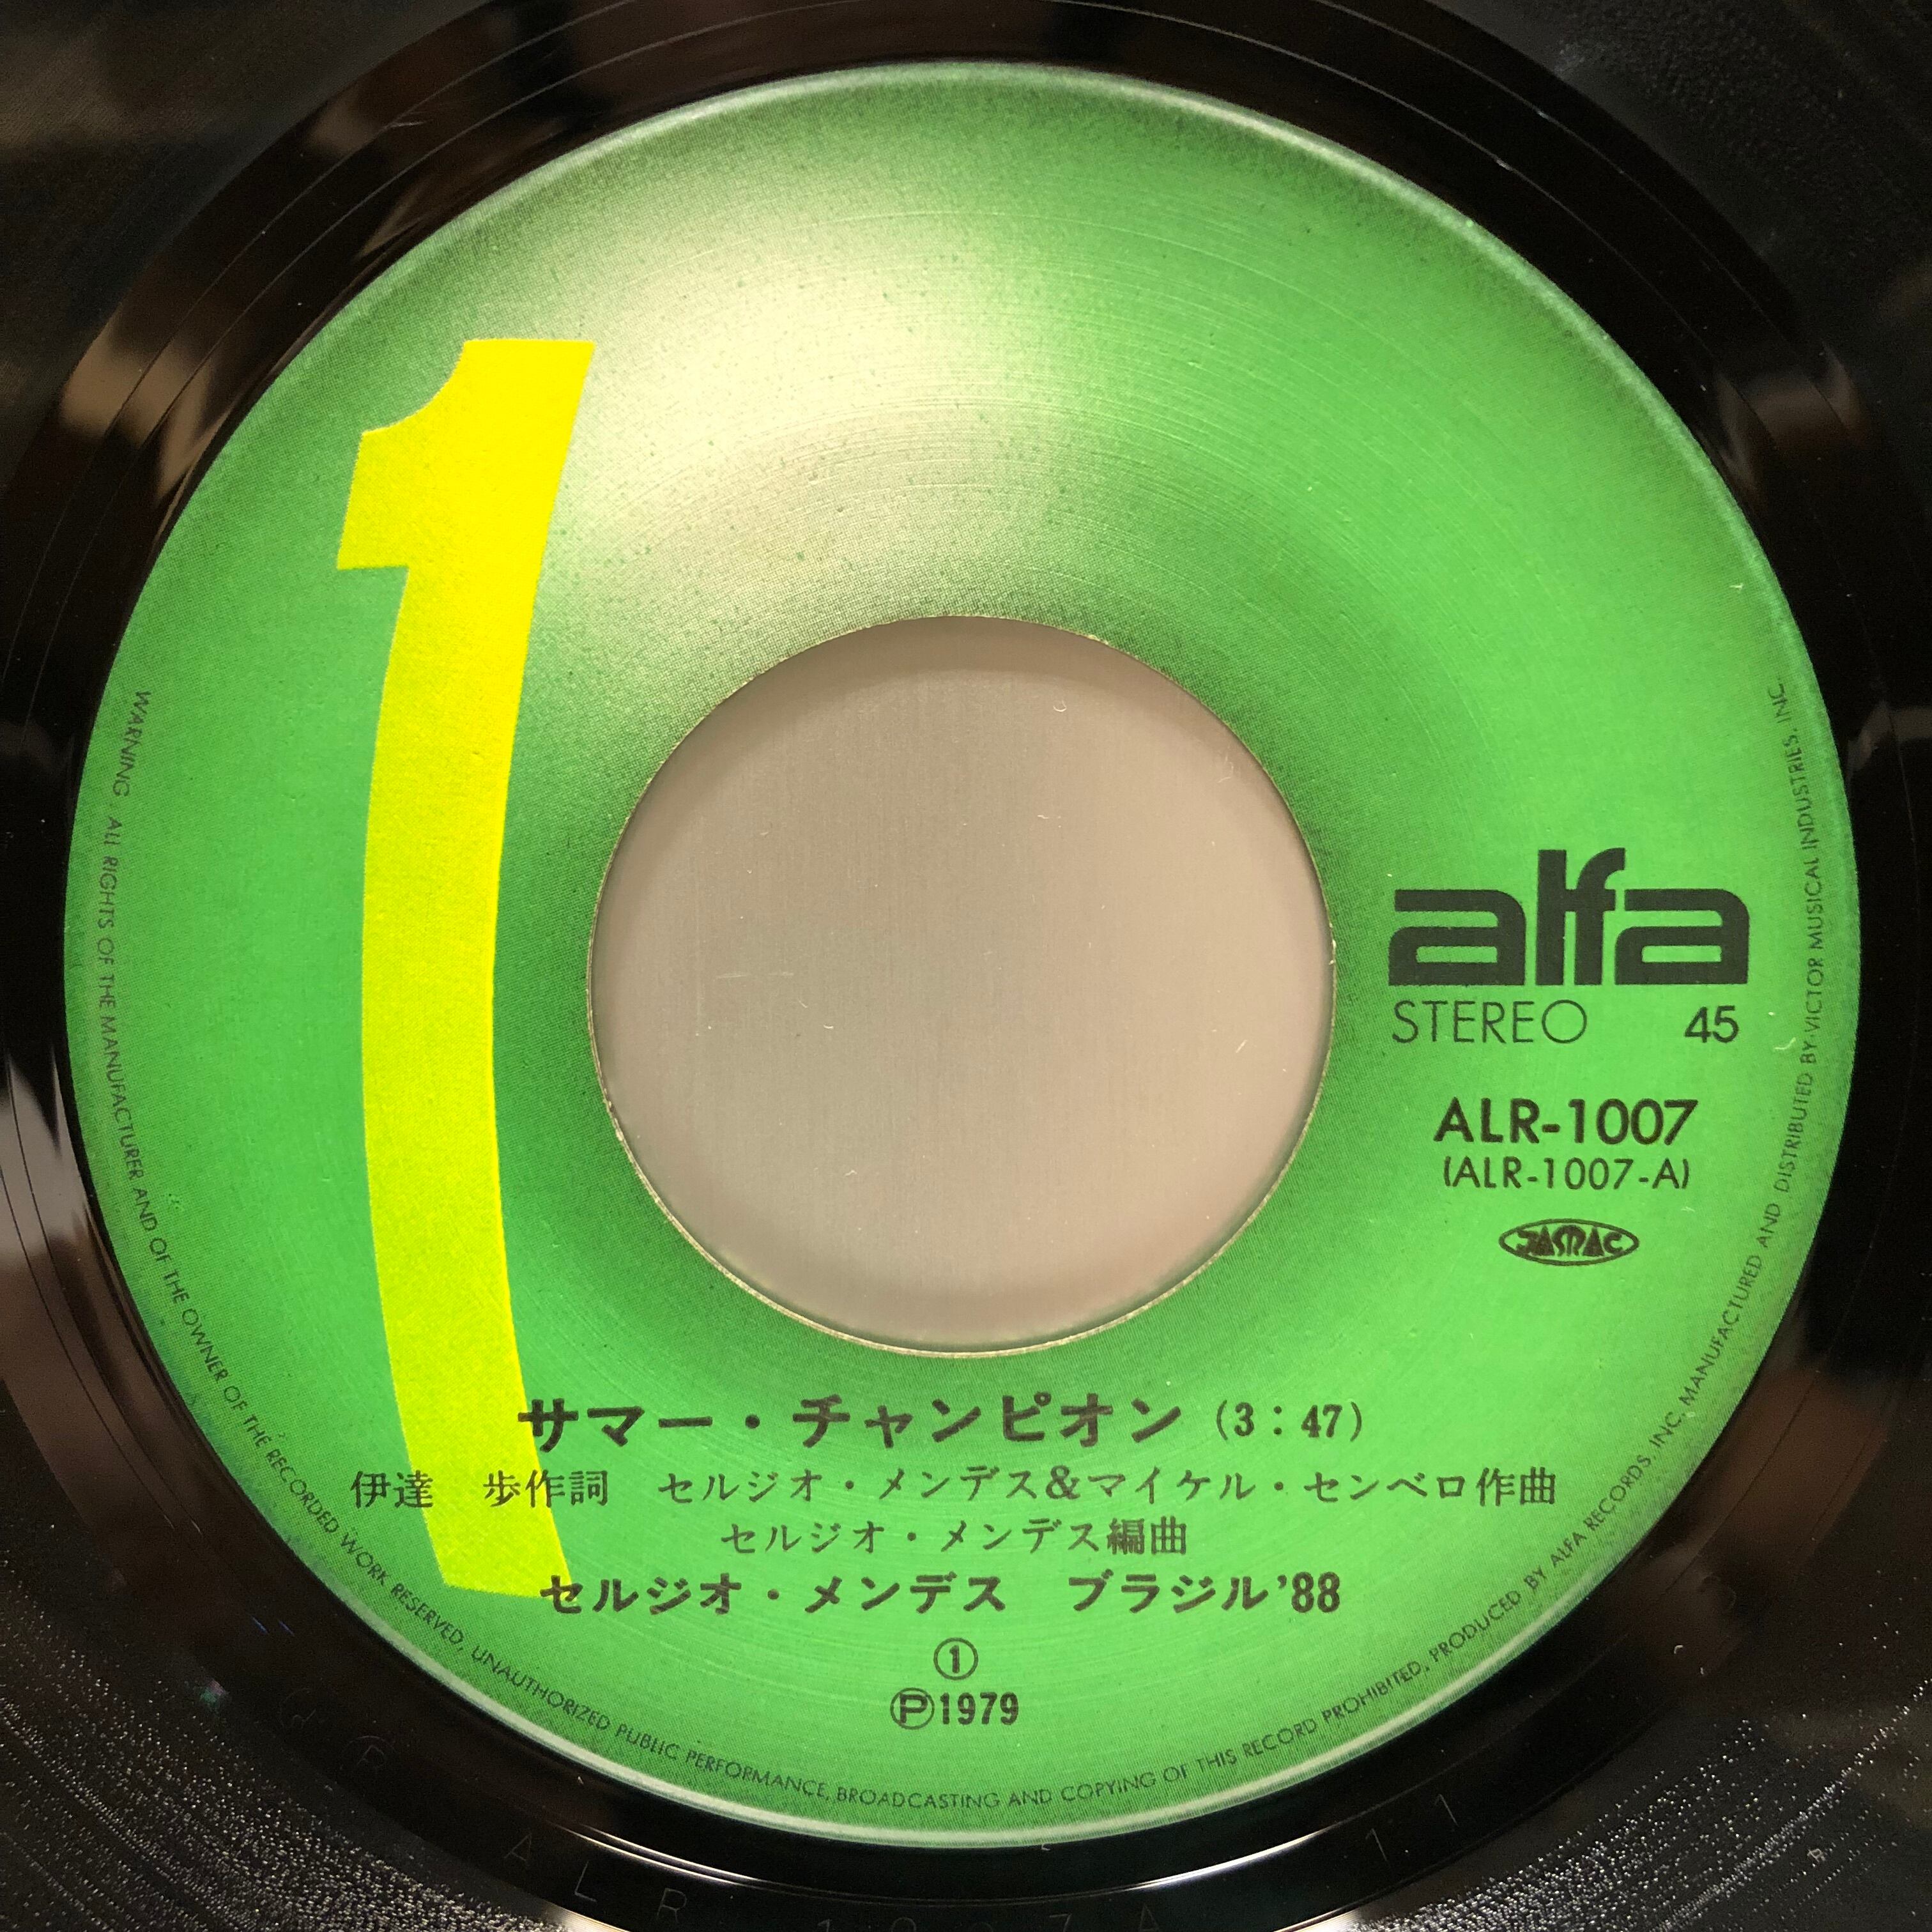 1
alfa
STEREO 45
ALR-1007
(ALR-1007-A)
JASRAC
サマー・チャンピオン (3：47)
伊達 歩作詞 セルジオ・メンデス&マイケル・センベロ作曲
セルジオ・メンデス編曲
セルジオ・メンデス ブラジル'88
①
Ⓟ1979
WARNING. All RIGHTS OF THE MANUFACTURER AND OF THE OWNER OF THE RECORDED WORK RESERVED, UNAUTHORIZED PUBLIC PERFORMANCE, BROADCASTING AND COPYING OF THIS RECORD PROHIBITED, PRODUCED BY ALFA RECORDS, INC. MANUFACTURED AND DISTRIBUTED BY VICTOR MUSICAL INDUSTRIES, INC.